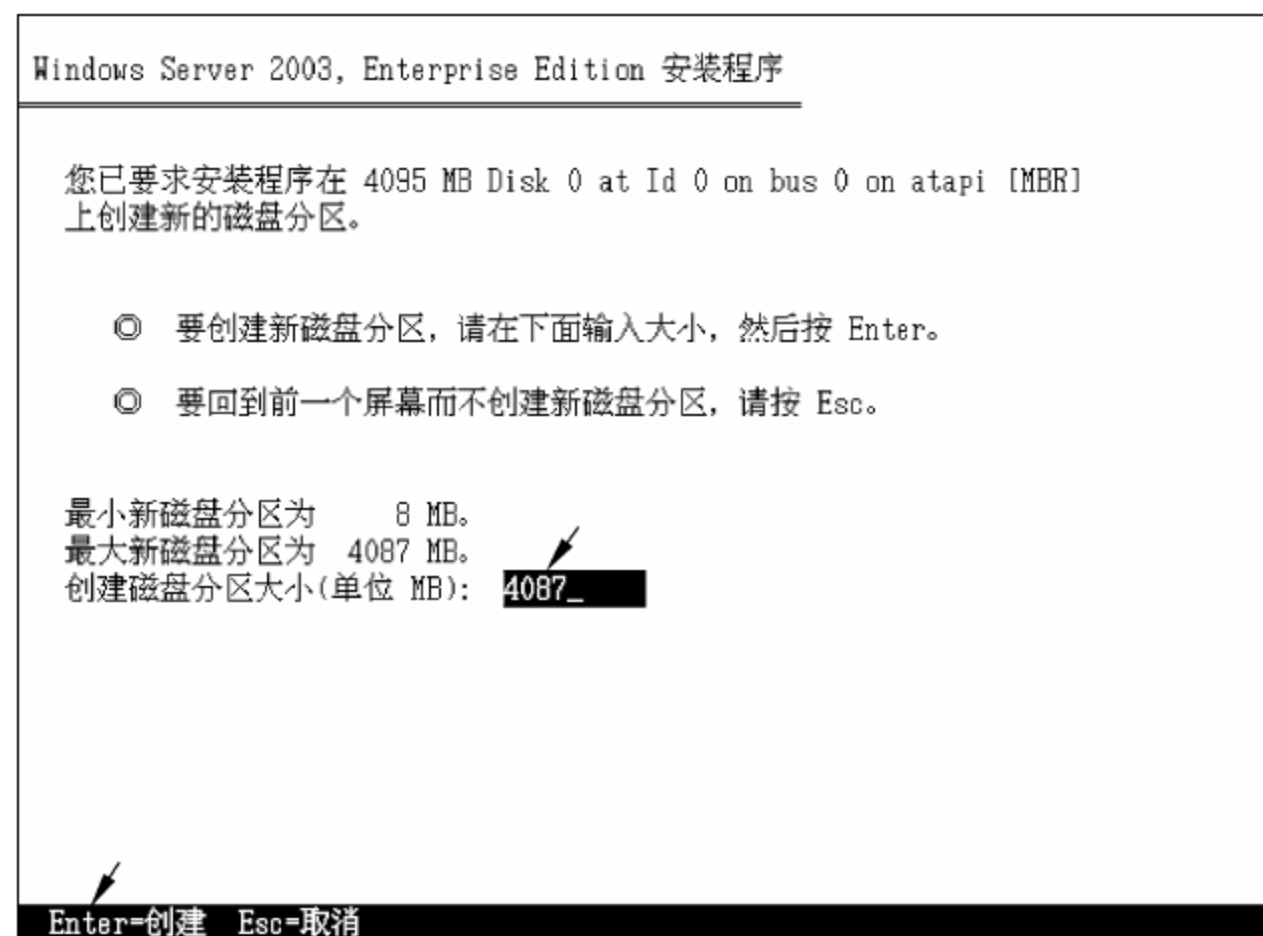 Windows Server 2003, Enterprise Edition 安装程序
您已要求安装程序在 4095 MB Disk 0 at Id 0 on bus 0 on atapi [MBR]
上创建新的磁盘分区。
◎ 要创建新磁盘分区，请在下面输入大小，然后按 Enter。
◎ 要回到前一个屏幕而不创建新磁盘分区，请按 Esc。
最小新磁盘分区为 8 MB。
最大新磁盘分区为 4087 MB。
创建磁盘分区大小(单位 MB): 4087_
Enter=创建 Esc=取消